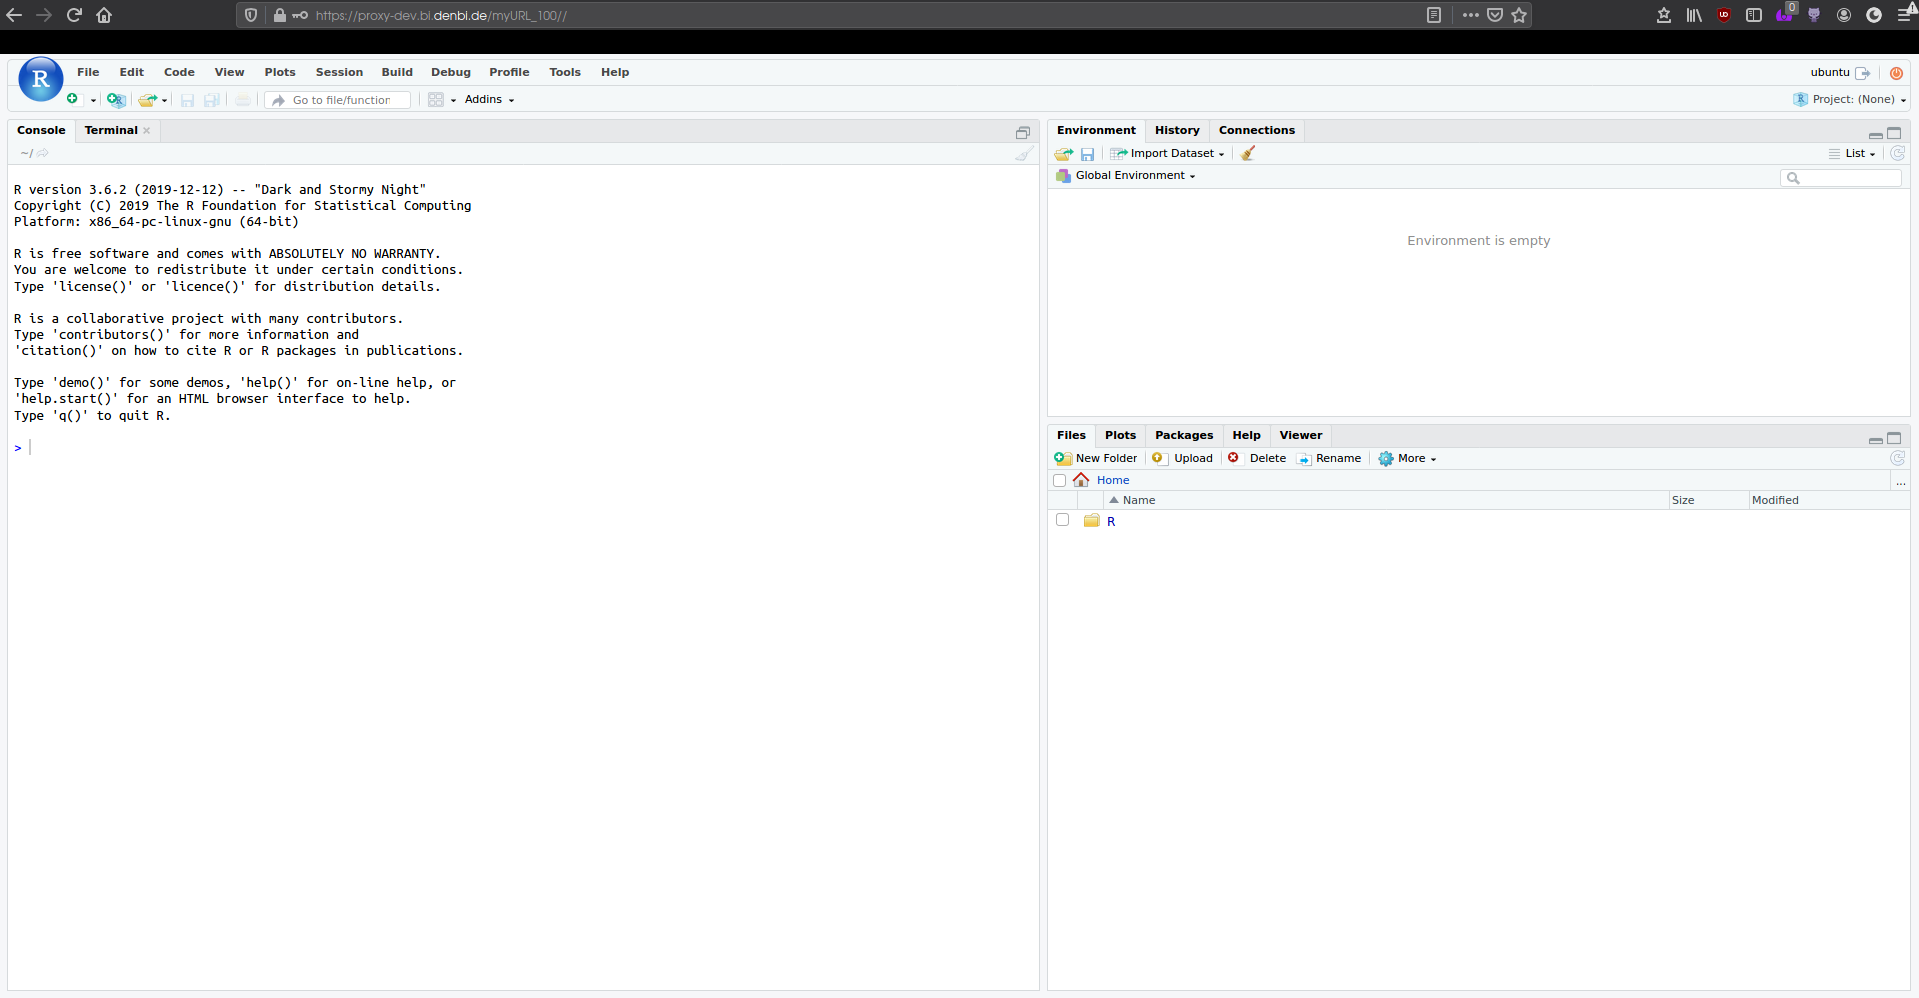 https://proxy-dev.bi.denbi.de/myURL_100//
0
R
File Edit Code View Plots Session Build Debug Profile Tools Help
ubuntu
Go to file/function
Addins
Project: (None)
Console Terminal
~/
R version 3.6.2 (2019-12-12) -- "Dark and Stormy Night"
Copyright (C) 2019 The R Foundation for Statistical Computing
Platform: x86_64-pc-linux-gnu (64-bit)
R is free software and comes with ABSOLUTELY NO WARRANTY.
You are welcome to redistribute it under certain conditions.
Type 'license()' or 'licence()' for distribution details.
R is a collaborative project with many contributors.
Type 'contributors()' for more information and
'citation()' on how to cite R or R packages in publications.
Type 'demo()' for some demos, 'help()' for on-line help, or
'help.start()' for an HTML browser interface to help.
Type 'q()' to quit R.
>
Environment History Connections
Import Dataset
List
Global Environment
Environment is empty
Files Plots Packages Help Viewer
New Folder Upload Delete Rename More
Home
...
Name Size Modified
R